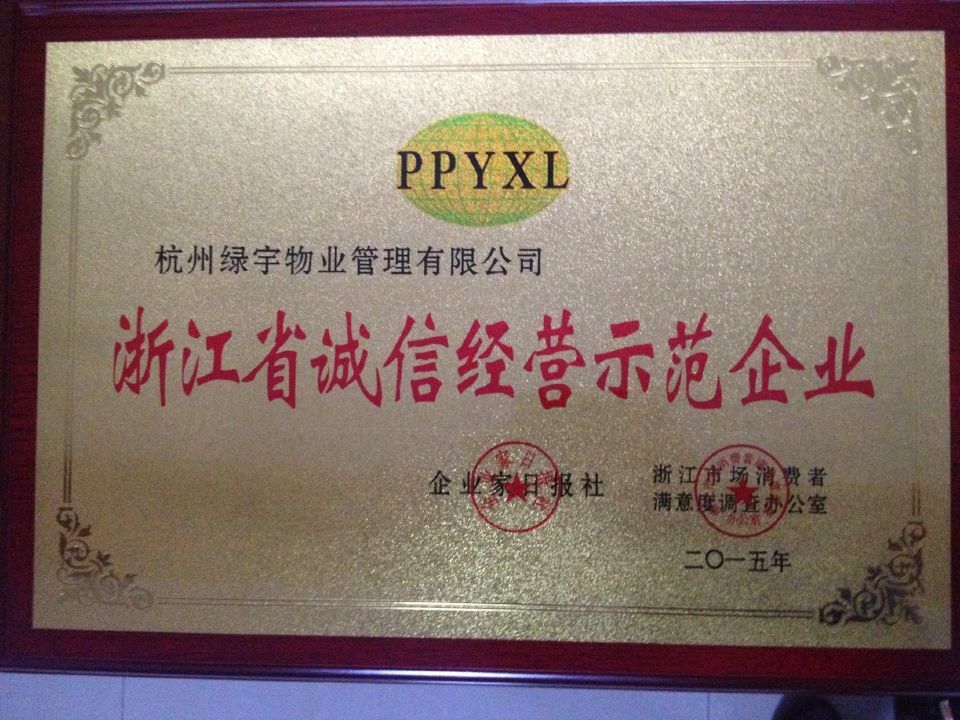 PPYXL
杭州绿宇物业管理有限公司
浙江省诚信经营示范企业
企业家日报社
浙江市场消费者
满意度调查办公室
二〇一五年